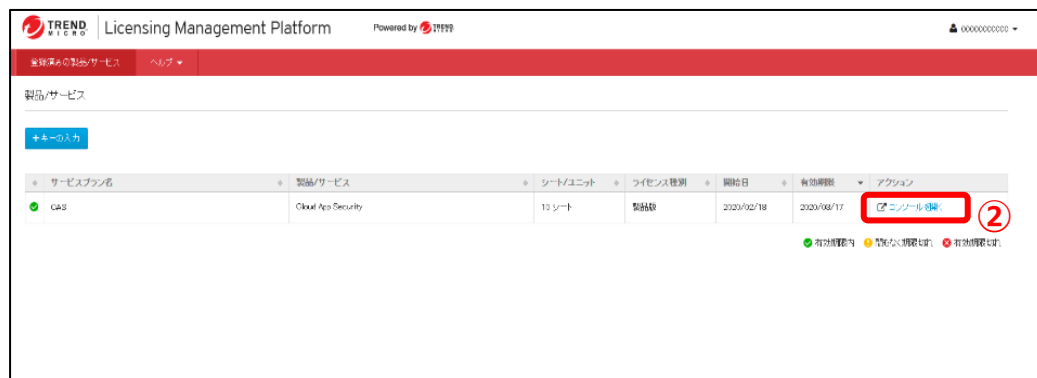 TREND MICRO Licensing Management Platform Powered by TREND MICRO 00000000000
登録済みの製品/サービス ヘルプ
製品/サービス
+キーの入力
サービスプラン名 製品/サービス シート/ユニット ライセンス種別 開始日 有効期限 アクション
CAS Cloud App Security 10 シート 製品版 2020/02/18 2020/03/17 コンソールを開く
②
有効期限内 間もなく期限切れ 有効期限切れ